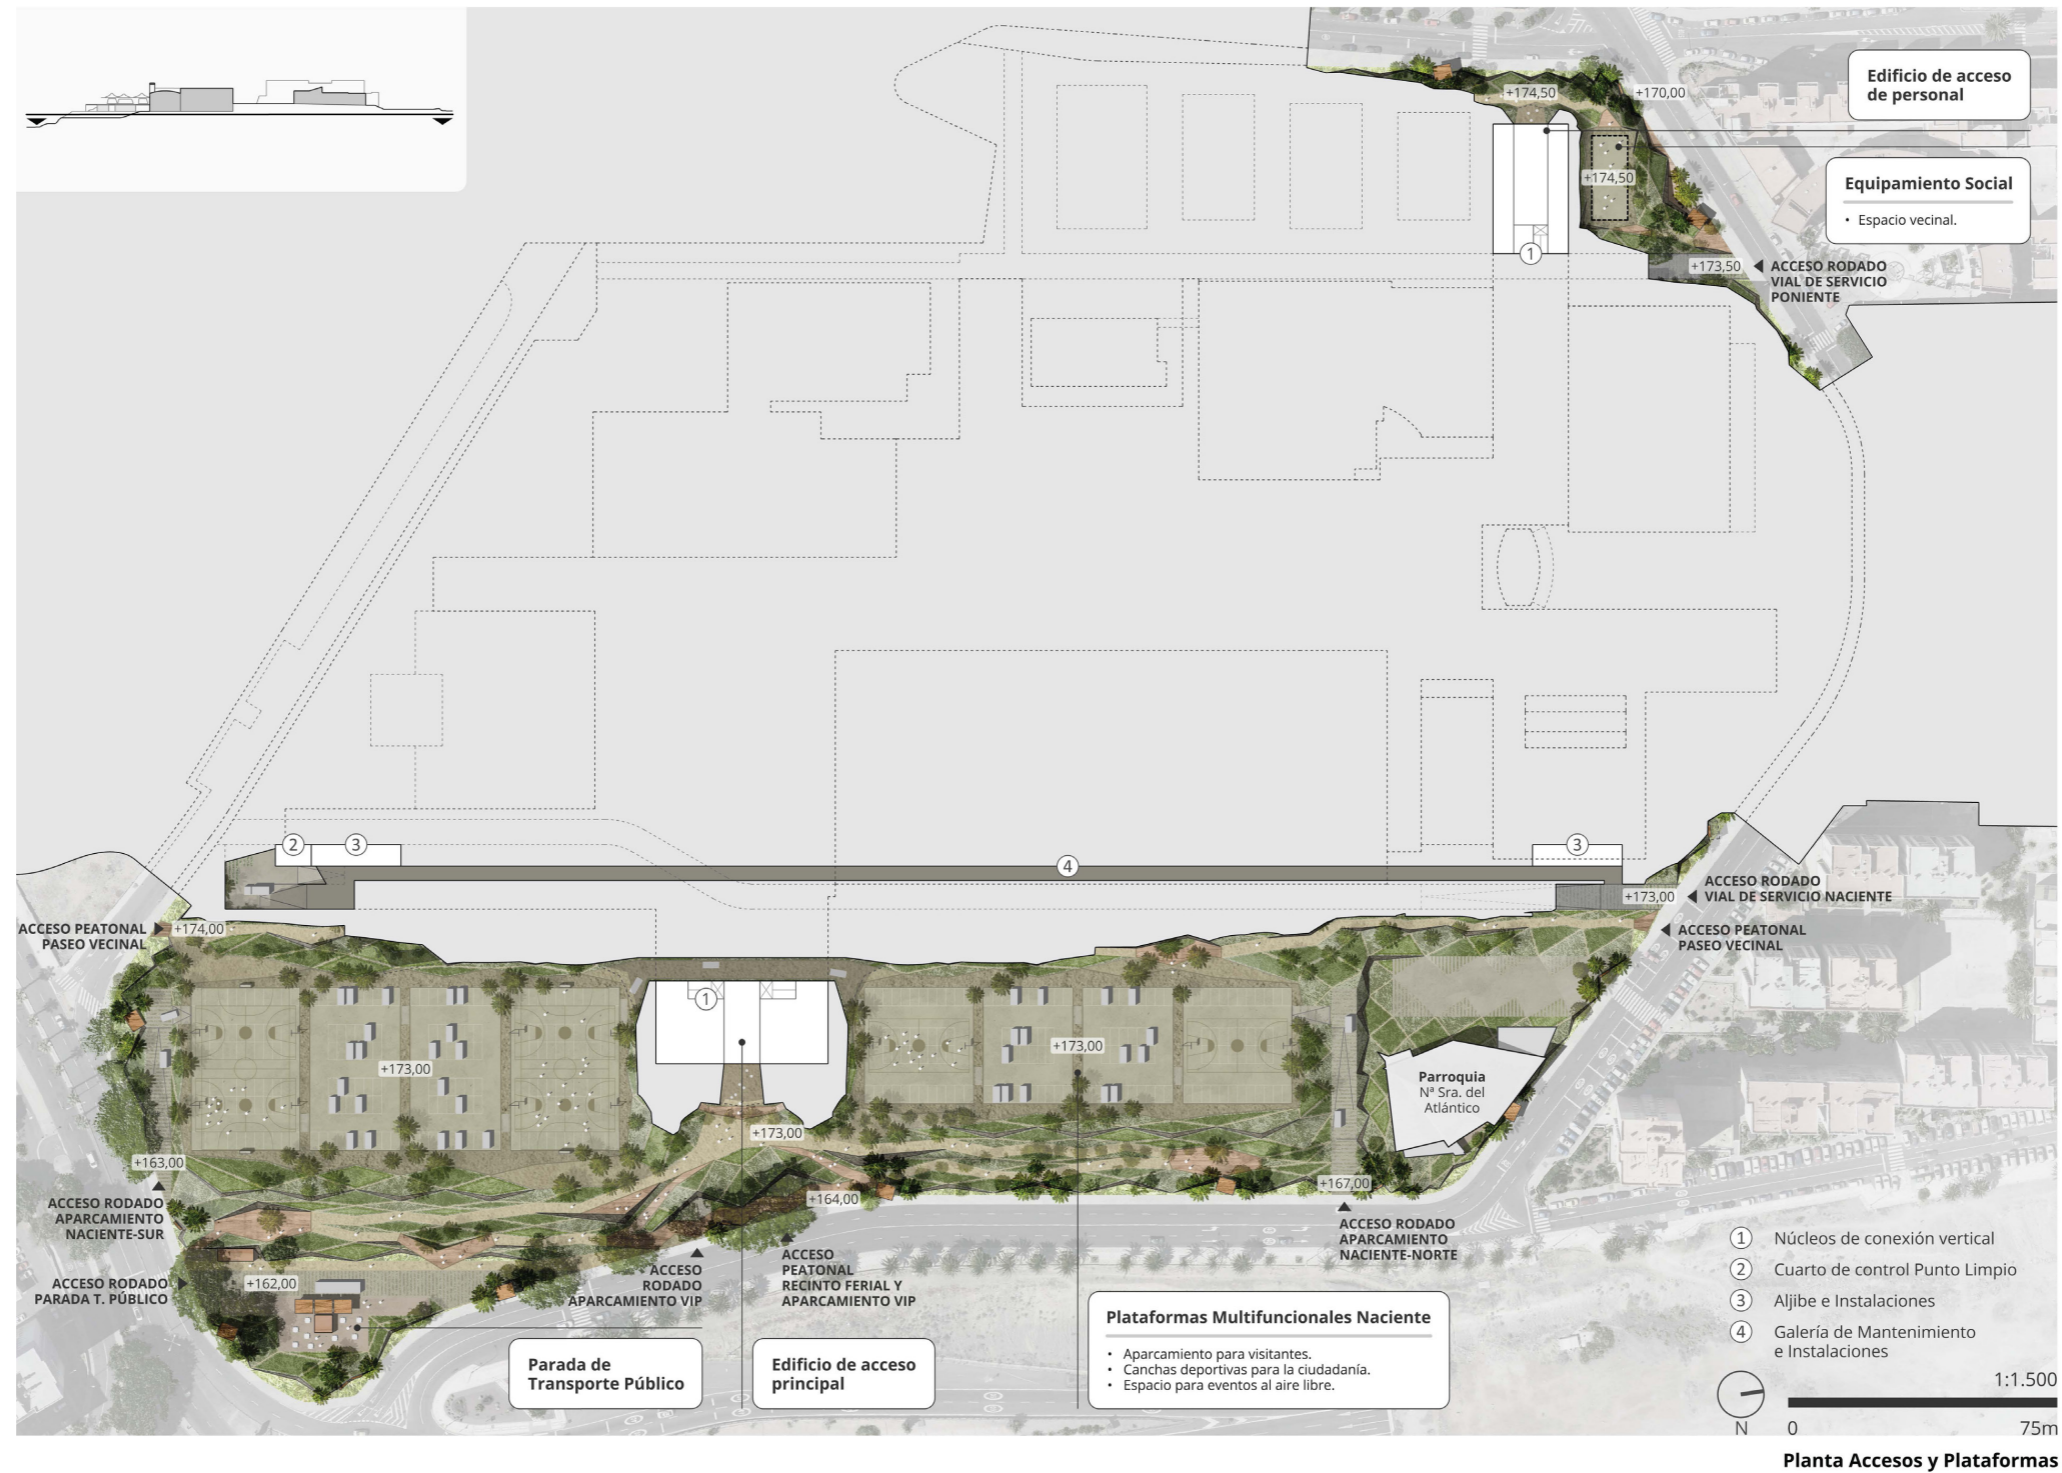 Edificio de acceso
de personal
+174,50
+170,00
+174,50
Equipamiento Social
• Espacio vecinal.
1
+173,50
ACCESO RODADO
VIAL DE SERVICIO
PONIENTE
2
3
4
3
ACCESO RODADO
VIAL DE SERVICIO NACIENTE
+173,00
ACCESO PEATONAL
PASEO VECINAL
+174,00
ACCESO PEATONAL
PASEO VECINAL
1
+173,00
+173,00
Parroquia
Nª Sra. del
Atlántico
+173,00
+163,00
+164,00
+167,00
ACCESO RODADO
APARCAMIENTO
NACIENTE-SUR
ACCESO RODADO
APARCAMIENTO
NACIENTE-NORTE
ACCESO RODADO
PARADA T. PÚBLICO
+162,00
ACCESO
RODADO
APARCAMIENTO VIP
ACCESO
PEATONAL
RECINTO FERIAL Y
APARCAMIENTO VIP
Parada de
Transporte Público
Edificio de acceso
principal
Plataformas Multifuncionales Naciente
• Aparcamiento para visitantes.
• Canchas deportivas para la ciudadanía.
• Espacio para eventos al aire libre.
1 Núcleos de conexión vertical
2 Cuarto de control Punto Limpio
3 Aljibe e Instalaciones
4 Galería de Mantenimiento
e Instalaciones
1:1.500
N
0 75m
Planta Accesos y Plataformas